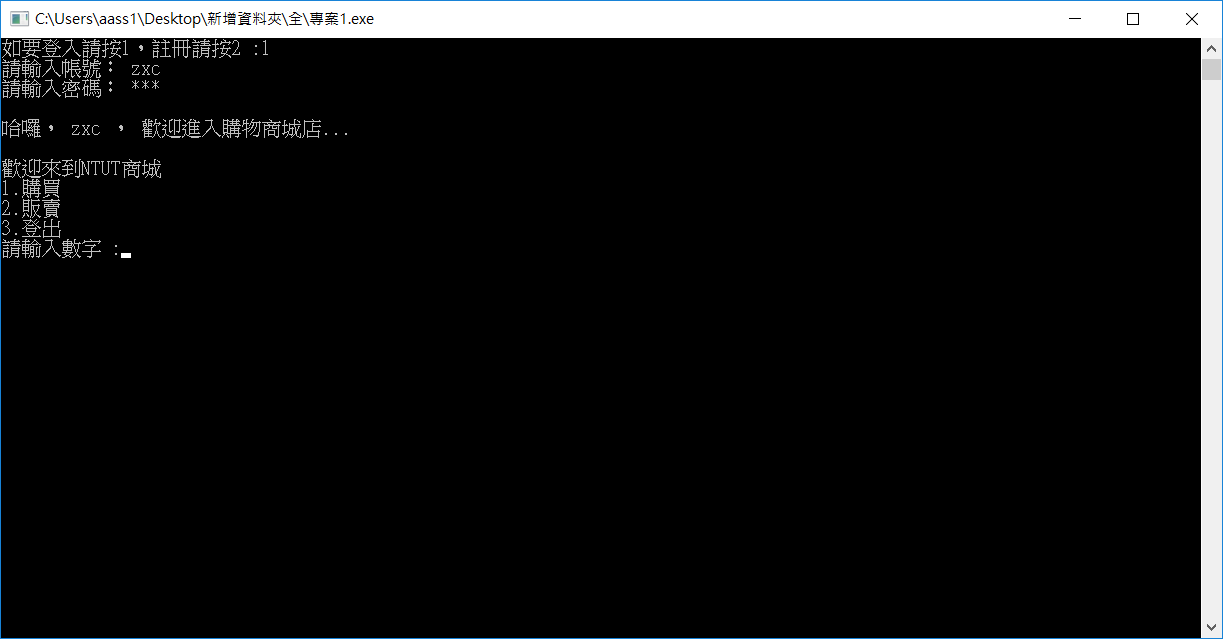 C:\Users\aass1\Desktop\新增資料夾\全\專案1.exe
如要登入請按1，註冊請按2 :1
請輸入帳號： zxc
請輸入密碼： ***
哈囉， zxc ， 歡迎進入購物商城店...
歡迎來到NTUT商城
1.購買
2.販賣
3.登出
請輸入數字 :